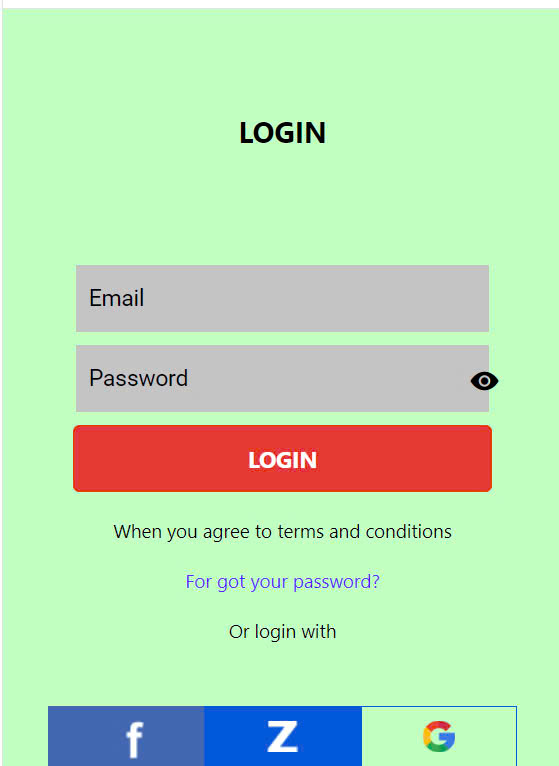 LOGIN
Email
Password
LOGIN
When you agree to terms and conditions
For got your password?
Or login with
f Z G